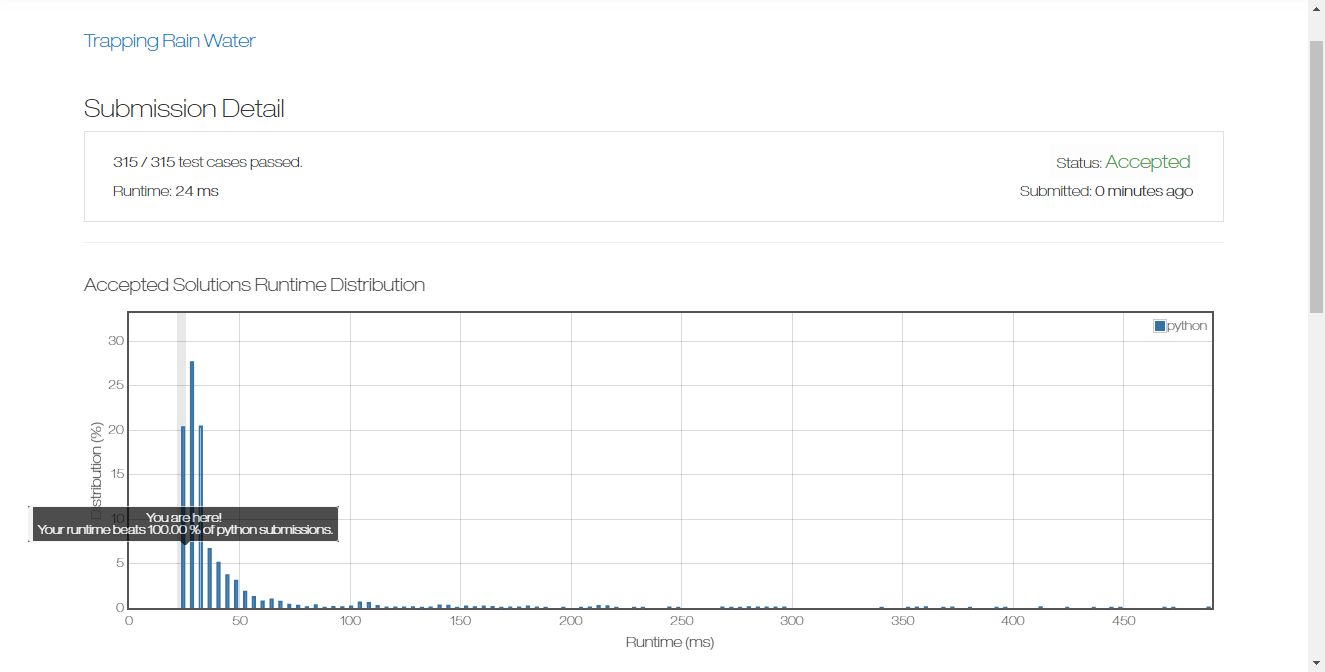 Trapping Rain Water
Submission Detail
315 / 315 test cases passed.
Status: Accepted
Runtime: 24 ms
Submitted: 0 minutes ago
Accepted Solutions Runtime Distribution
python
30
25
20
15
10
5
0
Distribution (%)
You are here!
Your runtime beats 100.00 % of python submissions.
0 50 100 150 200 250 300 350 400 450
Runtime (ms)